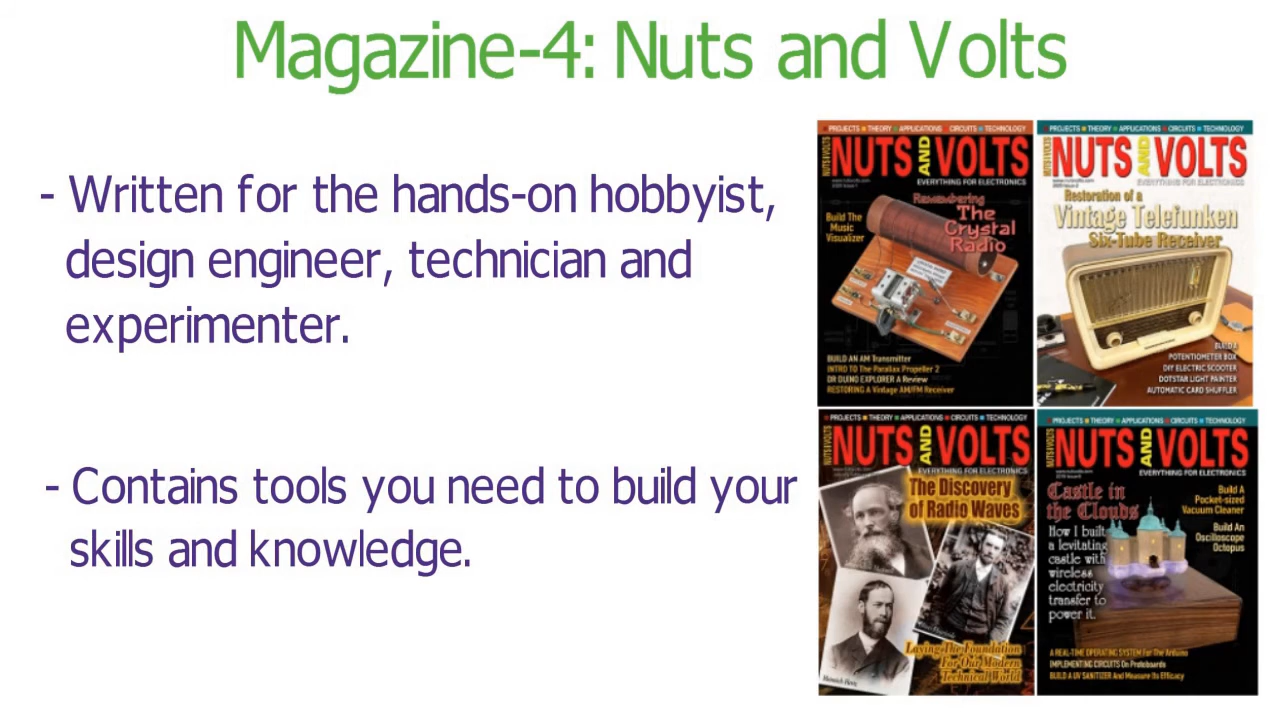 Magazine-4: Nuts and Volts
- Written for the hands-on hobbyist,
design engineer, technician and
experimenter.
- Contains tools you need to build your
skills and knowledge.
PROJECTS THEORY APPLICATIONS CIRCUITS TECHNOLOGY
NUTS AND VOLTS
EVERYTHING FOR ELECTRONICS
Remembering
The
Crystal
Radio
Build The
Music
Visualizer
BUILD AN AM Transmitter
INTRO TO The Parallax Propeller 2
DR DUINO EXPLORER A Review
RESTORING A Vintage AM/FM Receiver
PROJECTS THEORY APPLICATIONS CIRCUITS TECHNOLOGY
NUTS AND VOLTS
EVERYTHING FOR ELECTRONICS
Restoration of a
Vintage Telefunken
Six-Tube Receiver
BUILD A
POTENTIOMETER BOX
DIY ELECTRIC SCOOTER
DOTSTAR LIGHT PAINTER
AUTOMATIC CARD SHUFFLER
PROJECTS THEORY APPLICATIONS CIRCUITS TECHNOLOGY
NUTS AND VOLTS
EVERYTHING FOR ELECTRONICS
The Discovery
of Radio Waves
Laying The Foundation
For Our Modern
Technical World
Heinrich Hertz
PROJECTS THEORY APPLICATIONS CIRCUITS TECHNOLOGY
NUTS AND VOLTS
EVERYTHING FOR ELECTRONICS
Castle in
the Clouds
How I built
a levitating
castle with
wireless
electricity
transfer to
power it.
Build A
Pocket-sized
Vacuum Cleaner
Build An
Oscilloscope
Octopus
A REAL-TIME OPERATING SYSTEM For The Arduino
IMPLEMENTING CIRCUITS On Protoboards
BUILD A UV SANITIZER And Measure Its Efficacy